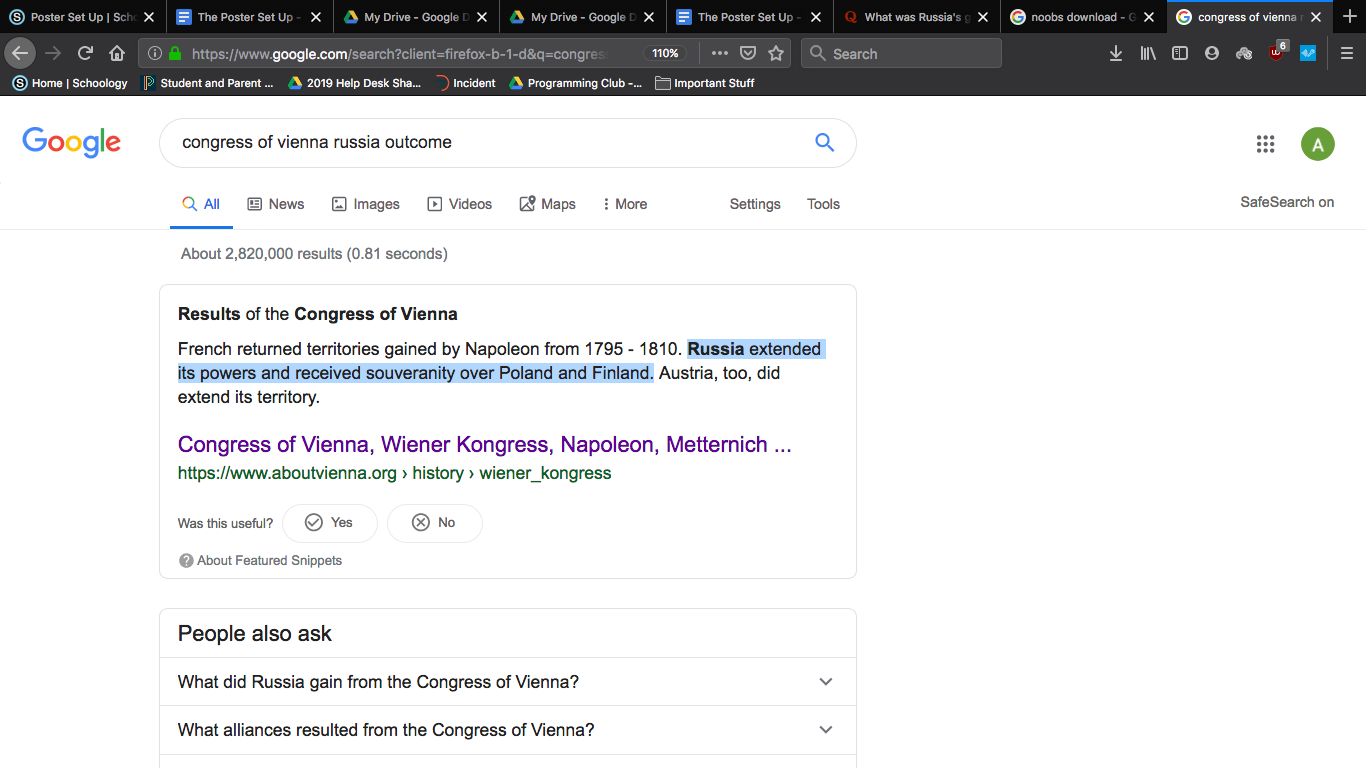 Poster Set Up | Scho
The Poster Set Up -
My Drive - Google D
My Drive - Google D
The Poster Set Up -
What was Russia's g
noobs download - G
congress of vienna r
https://www.google.com/search?client=firefox-b-1-d&q=congres
110%
Search
6
Home | Schoology
Student and Parent ...
2019 Help Desk Sha...
Incident
Programming Club -...
Important Stuff
Google
congress of vienna russia outcome
A
All
News
Images
Videos
Maps
More
Settings
Tools
SafeSearch on
About 2,820,000 results (0.81 seconds)
Results of the Congress of Vienna
French returned territories gained by Napoleon from 1795 - 1810. Russia extended
its powers and received souveranity over Poland and Finland. Austria, too, did
extend its territory.
Congress of Vienna, Wiener Kongress, Napoleon, Metternich ...
https://www.aboutvienna.org › history › wiener_kongress
Was this useful?
Yes
No
About Featured Snippets
People also ask
What did Russia gain from the Congress of Vienna?
What alliances resulted from the Congress of Vienna?